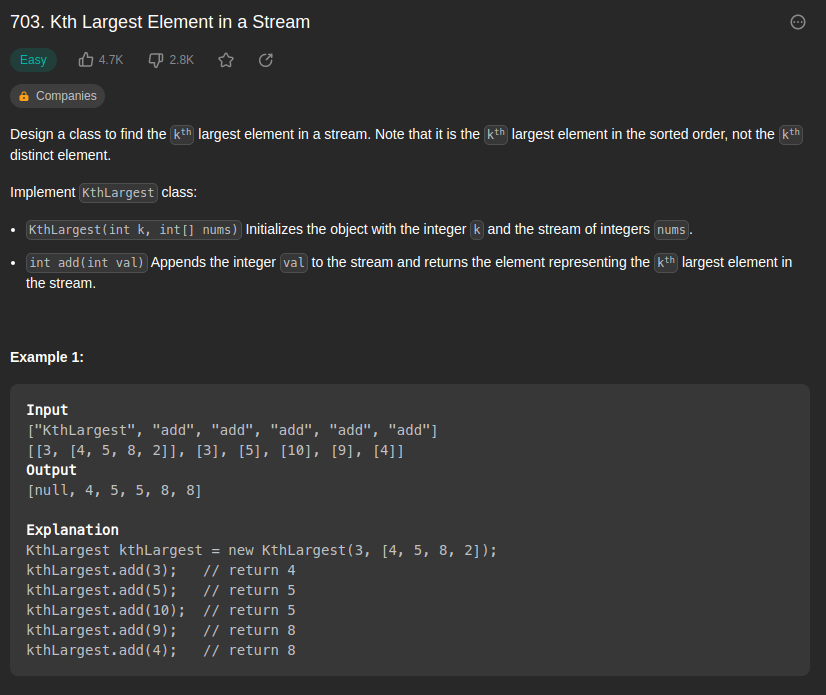 703. Kth Largest Element in a Stream
Easy 4.7K 2.8K
Companies
Design a class to find the kth largest element in a stream. Note that it is the kth largest element in the sorted order, not the kth
distinct element.
Implement KthLargest class:
• KthLargest(int k, int[] nums) Initializes the object with the integer k and the stream of integers nums.
• int add(int val) Appends the integer val to the stream and returns the element representing the kth largest element in
the stream.
Example 1:
Input
["KthLargest", "add", "add", "add", "add", "add"]
[[3, [4, 5, 8, 2]], [3], [5], [10], [9], [4]]
Output
[null, 4, 5, 5, 8, 8]
Explanation
KthLargest kthLargest = new KthLargest(3, [4, 5, 8, 2]);
kthLargest.add(3);   // return 4
kthLargest.add(5);   // return 5
kthLargest.add(10);  // return 5
kthLargest.add(9);   // return 8
kthLargest.add(4);   // return 8